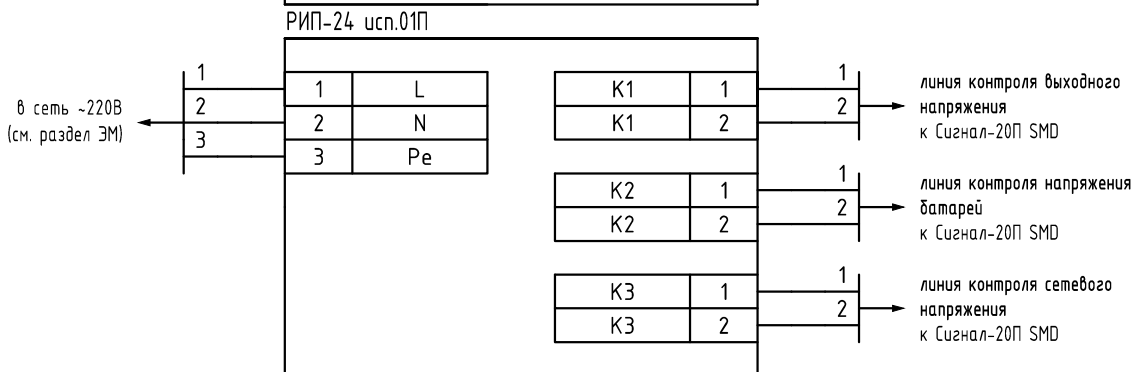 РИП-24 исп.01П
в сеть ~220В
(см. раздел ЭМ)
1
2
3
1 L
2 N
3 Pe
K1 1
K1 2
1
2
линия контроля выходного
напряжения
к Сигнал-20П SMD
K2 1
K2 2
1
2
линия контроля напряжения
батарей
к Сигнал-20П SMD
K3 1
K3 2
1
2
линия контроля сетевого
напряжения
к Сигнал-20П SMD